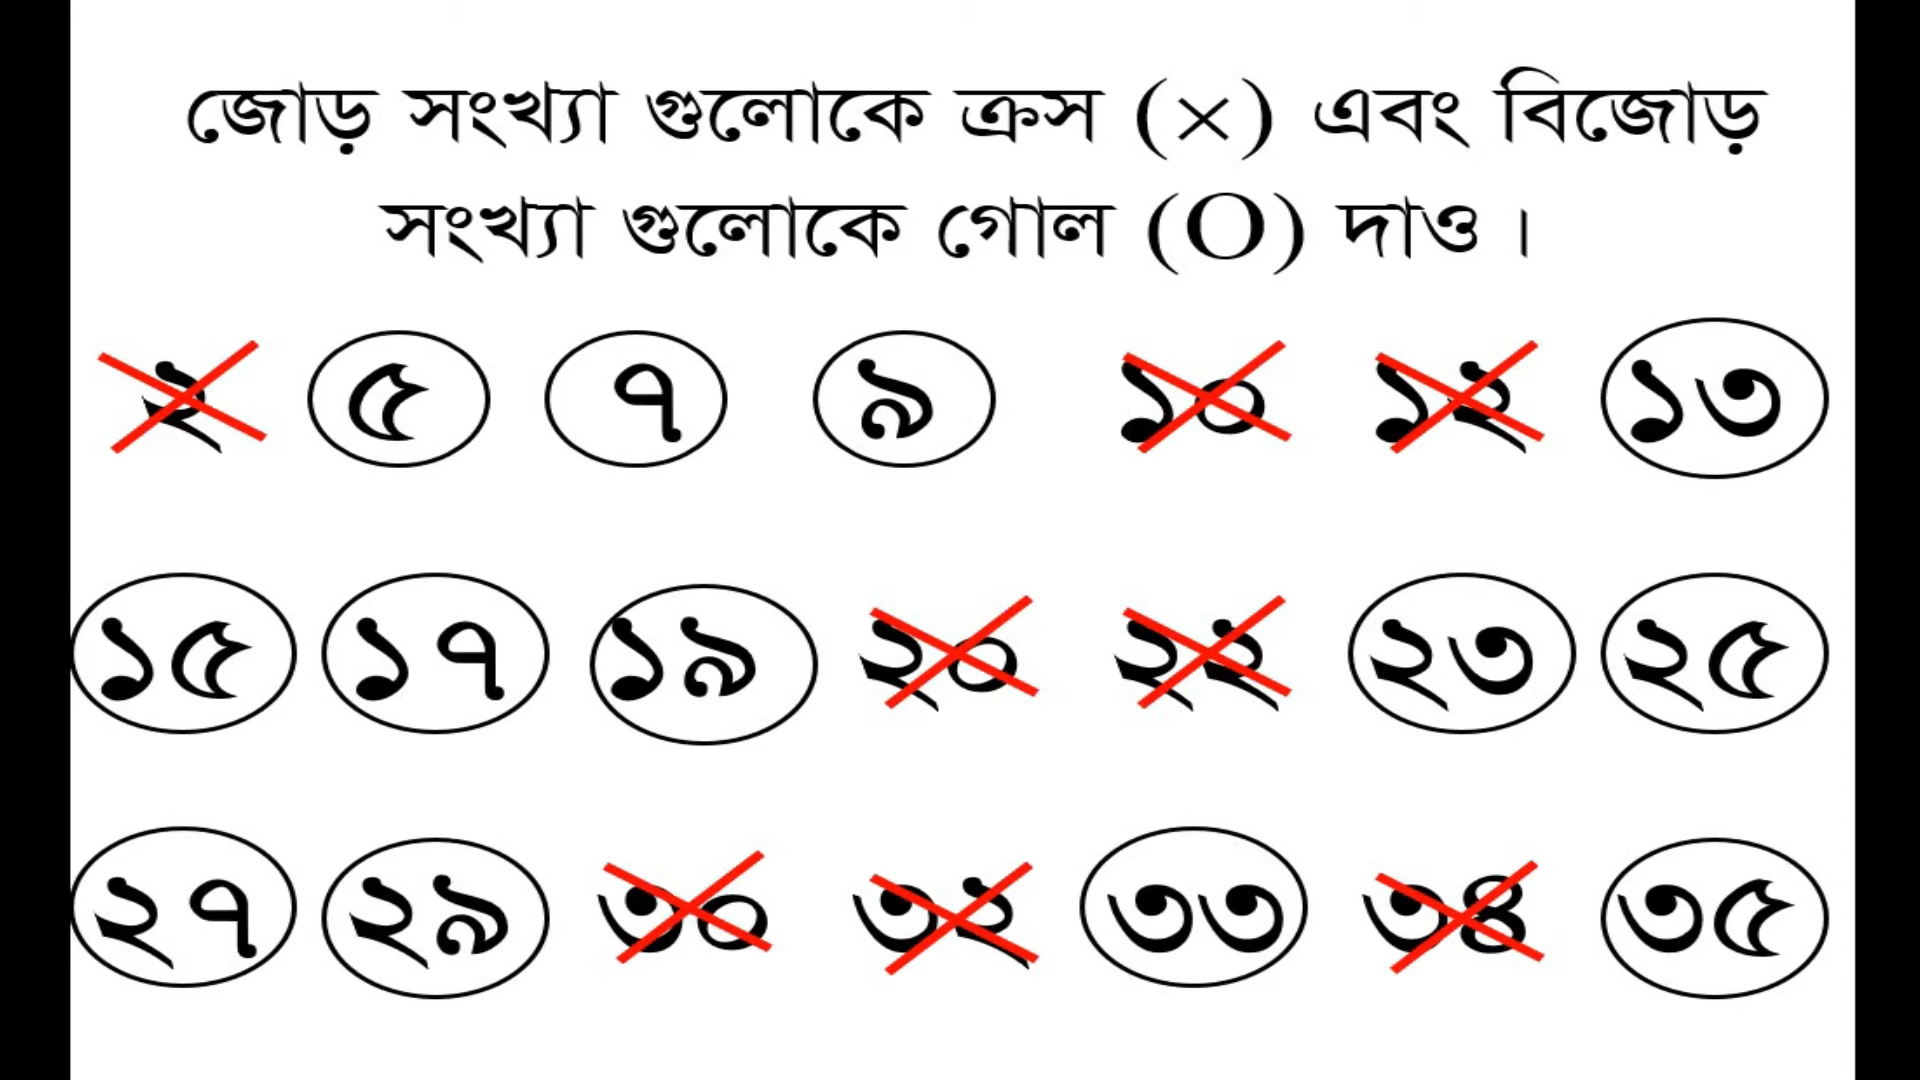 জোড় সংখ্যা গুলোকে ক্রস (×) এবং বিজোড়
সংখ্যা গুলোকে গোল (O) দাও।
২ ৫ ৭ ৯ ১০ ১২ ১৩
১৫ ১৭ ১৯ ২০ ২২ ২৩ ২৫
২৭ ২৯ ৩০ ৩২ ৩৩ ৩৪ ৩৫